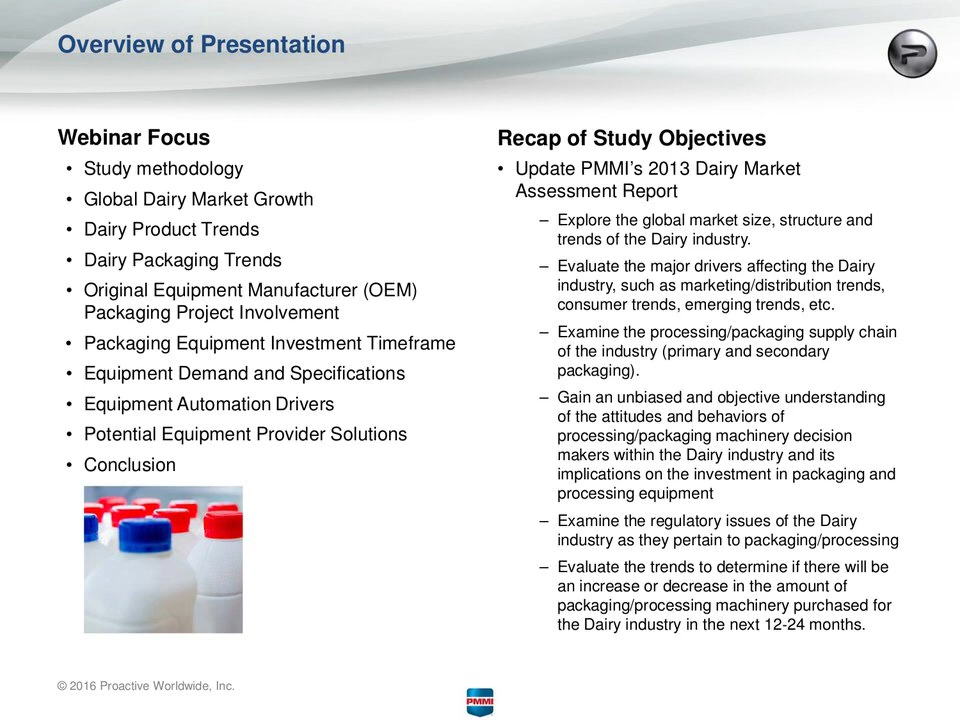 Overview of Presentation
Webinar Focus
• Study methodology
• Global Dairy Market Growth
• Dairy Product Trends
• Dairy Packaging Trends
• Original Equipment Manufacturer (OEM)
Packaging Project Involvement
• Packaging Equipment Investment Timeframe
• Equipment Demand and Specifications
• Equipment Automation Drivers
• Potential Equipment Provider Solutions
• Conclusion
Recap of Study Objectives
• Update PMMI’s 2013 Dairy Market
Assessment Report
– Explore the global market size, structure and
trends of the Dairy industry.
– Evaluate the major drivers affecting the Dairy
industry, such as marketing/distribution trends,
consumer trends, emerging trends, etc.
– Examine the processing/packaging supply chain
of the industry (primary and secondary
packaging).
– Gain an unbiased and objective understanding
of the attitudes and behaviors of
processing/packaging machinery decision
makers within the Dairy industry and its
implications on the investment in packaging and
processing equipment
– Examine the regulatory issues of the Dairy
industry as they pertain to packaging/processing
– Evaluate the trends to determine if there will be
an increase or decrease in the amount of
packaging/processing machinery purchased for
the Dairy industry in the next 12-24 months.
© 2016 Proactive Worldwide, Inc.
PMMI
P